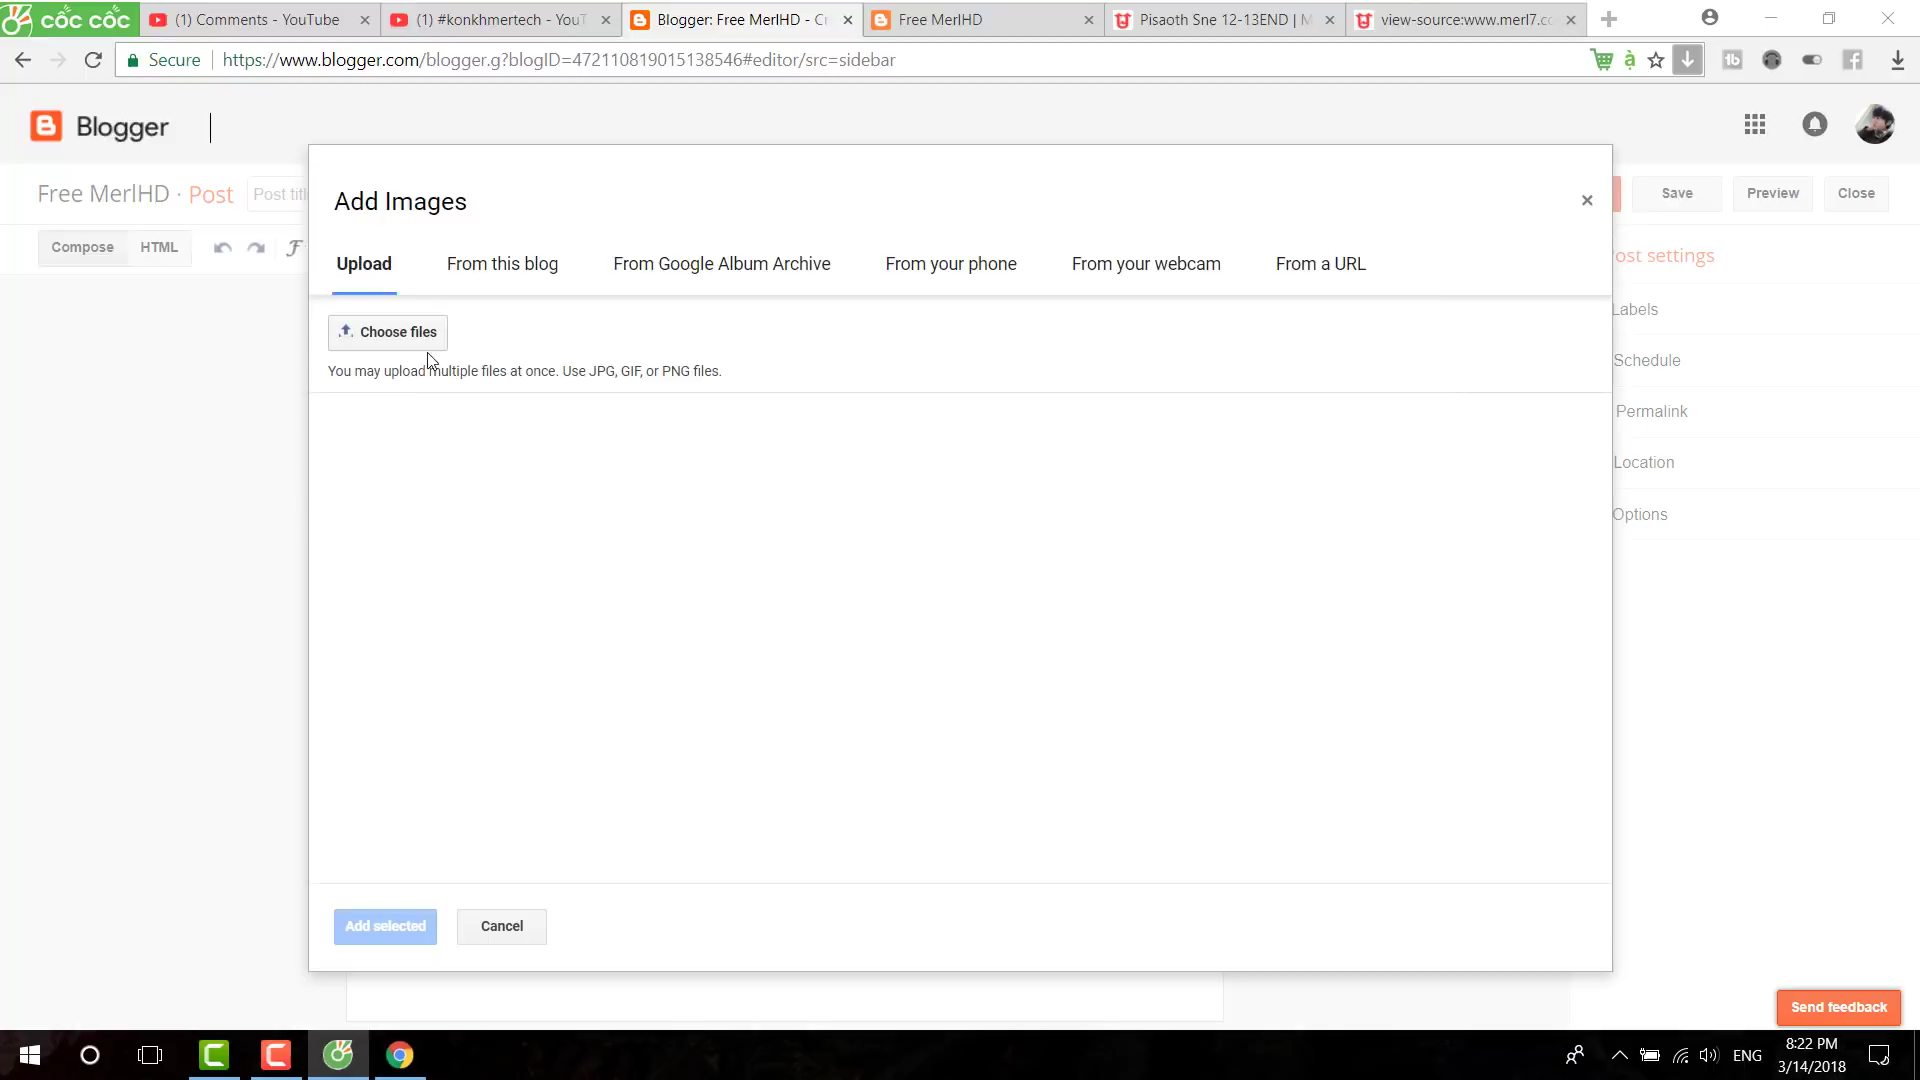 cốc cốc
(1) Comments - YouTube
(1) #konkhmertech - YouT
Blogger: Free MerlHD - Cr
Free MerlHD
Pisaoth Sne 12-13END | M
view-source:www.merl7.co
Secure
https://www.blogger.com/blogger.g?blogID=472110819015138546#editor/src=sidebar
Blogger
Free MerlHD · Post
Post titl
Save
Preview
Close
Compose
HTML
Add Images
Upload
From this blog
From Google Album Archive
From your phone
From your webcam
From a URL
Choose files
You may upload multiple files at once. Use JPG, GIF, or PNG files.
ost settings
Labels
Schedule
Permalink
Location
Options
Add selected
Cancel
Send feedback
ENG
8:22 PM
3/14/2018